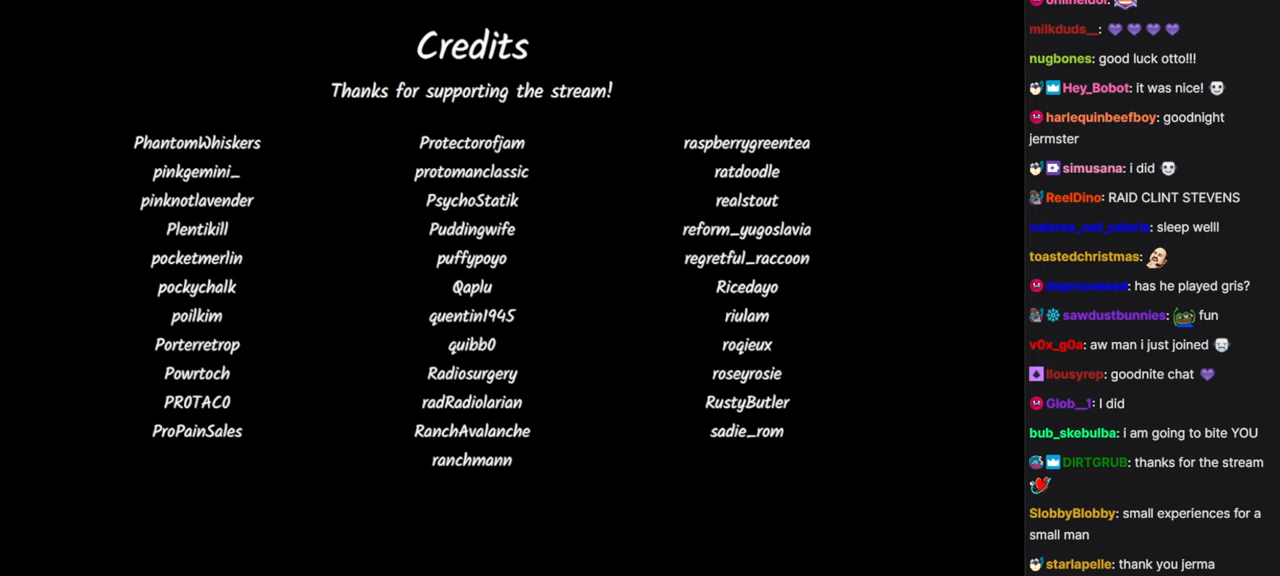 Credits
Thanks for supporting the stream!
PhantomWhiskers
pinkgemini_
pinknotlavender
Plentikill
pocketmerlin
pockychalk
poilkim
Porterretrop
Powrtoch
PR0TAC0
ProPainSales
Protectorofjam
protomanclassic
PsychoStatik
Puddingwife
puffypoyo
Qaplu
quentin1945
quibb0
Radiosurgery
radRadiolarian
RanchAvalanche
ranchmann
raspberrygreentea
ratdoodle
realstout
reform_yugoslavia
regretful_raccoon
Ricedayo
riulam
roqieux
roseyrosie
RustyButler
sadie_rom
milkduds__:
nugbones: good luck otto!!!
Hey_Bobot: it was nice!
harlequinbeefboy: goodnight
jermster
simusana: i did
ReelDino: RAID CLINT STEVENS
valoree_not_valorie: sleep welll
toastedchristmas:
deprocessed: has he played gris?
sawdustbunnies: fun
v0x_g0a: aw man i just joined
llousyrep: goodnite chat
Glob__1: I did
bub_skebulba: i am going to bite YOU
DIRTGRUB: thanks for the stream
SlobbyBlobby: small experiences for a
small man
starlapelle: thank you jerma